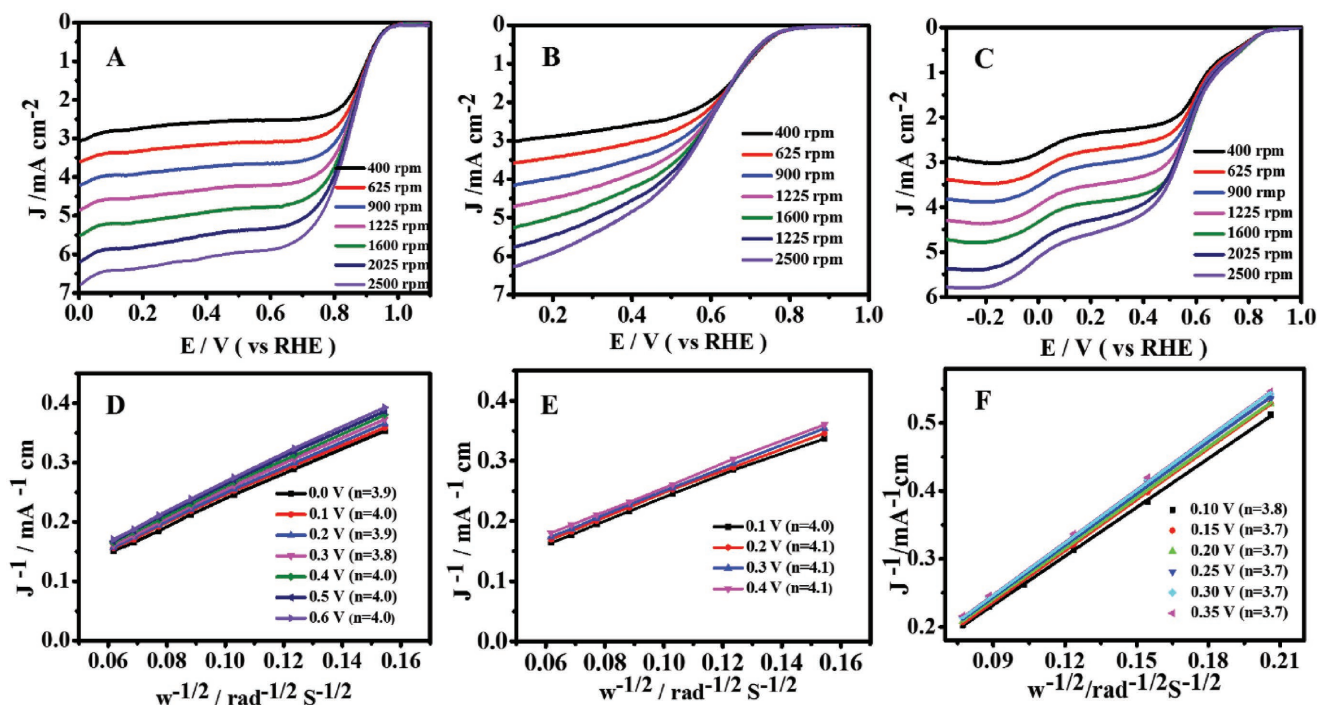 A
J /mA cm-2
0
1
2
3
4
5
6
7
0.0 0.2 0.4 0.6 0.8 1.0
E / V ( vs RHE )
400 rpm
625 rpm
900 rpm
1225 rpm
1600 rpm
2025 rpm
2500 rpm
B
J /mA cm-2
0
1
2
3
4
5
6
7
0.2 0.4 0.6 0.8 1.0
E / V ( vs RHE )
400 rpm
625 rpm
900 rpm
1225 rpm
1600 rpm
1225 rpm
2500 rpm
C
J /mA cm-2
0
1
2
3
4
5
6
-0.2 0.0 0.2 0.4 0.6 0.8 1.0
E / V ( vs RHE )
400 rpm
625 rpm
900 rmp
1225 rpm
1600 rpm
2025 rpm
2500 rpm
D
J-1 / mA-1 cm
0.4
0.3
0.2
0.1
0.0
0.06 0.08 0.10 0.12 0.14 0.16
w-1/2 / rad-1/2 S-1/2
0.0 V (n=3.9)
0.1 V (n=4.0)
0.2 V (n=3.9)
0.3 V (n=3.8)
0.4 V (n=4.0)
0.5 V (n=4.0)
0.6 V (n=4.0)
E
J-1 / mA-1 cm
0.4
0.3
0.2
0.1
0.0
0.06 0.08 0.10 0.12 0.14 0.16
w-1/2 / rad-1/2 S-1/2
0.1 V (n=4.0)
0.2 V (n=4.1)
0.3 V (n=4.1)
0.4 V (n=4.1)
F
J-1/mA-1cm
0.5
0.4
0.3
0.2
0.09 0.12 0.15 0.18 0.21
w-1/2/rad-1/2S-1/2
0.10 V (n=3.8)
0.15 V (n=3.7)
0.20 V (n=3.7)
0.25 V (n=3.7)
0.30 V (n=3.7)
0.35 V (n=3.7)